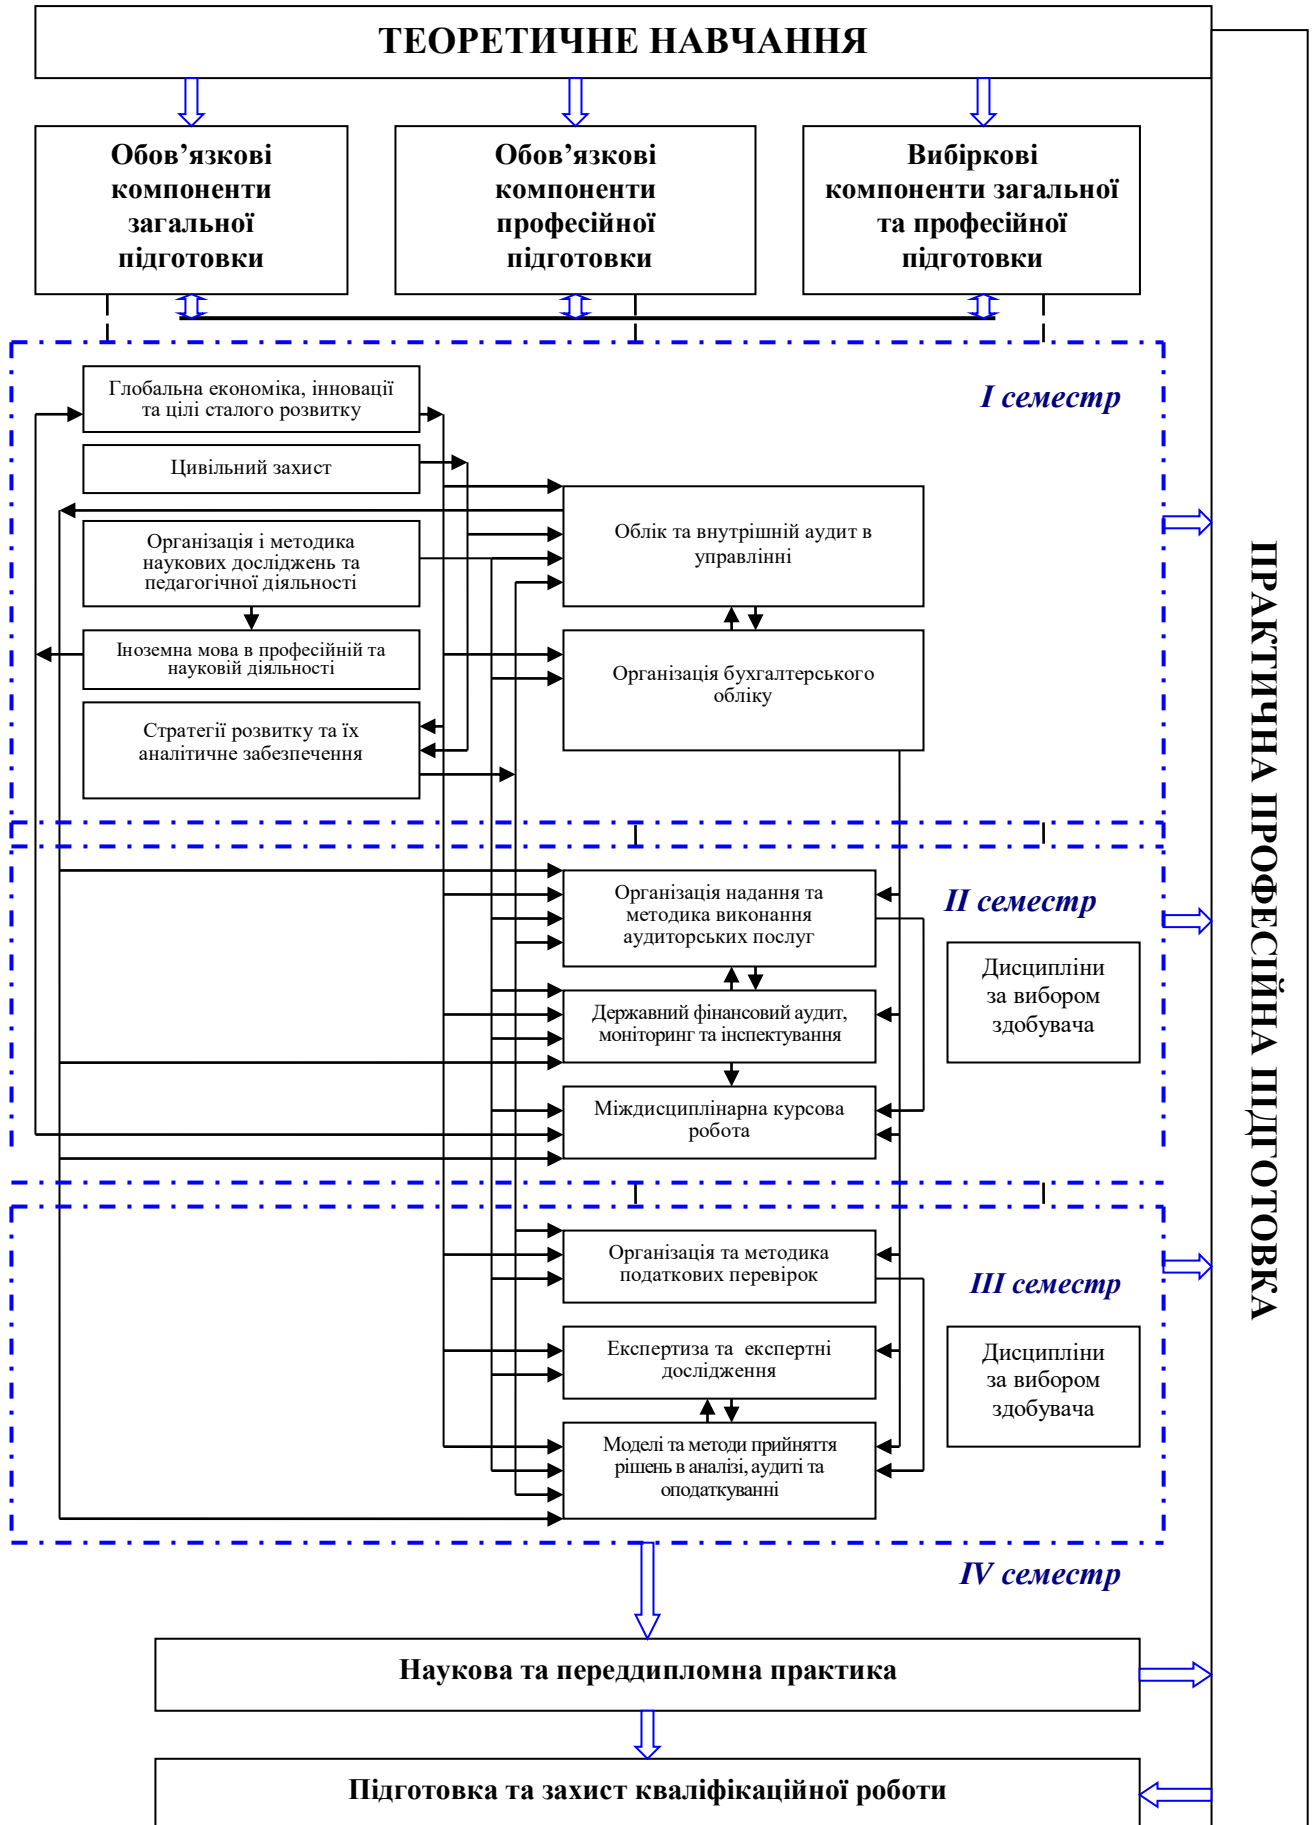 ТЕОРЕТИЧНЕ НАВЧАННЯ
Обов’язкові
компоненти
загальної
підготовки
Обов’язкові
компоненти
професійної
підготовки
Вибіркові
компоненти загальної
та професійної
підготовки
І семестр
Глобальна економіка, інновації
та цілі сталого розвитку
Цивільний захист
Організація і методика
наукових досліджень та
педагогічної діяльності
Іноземна мова в професійній та
науковій діяльності
Стратегії розвитку та їх
аналітичне забезпечення
Облік та внутрішній аудит в
управлінні
Організація бухгалтерського
обліку
ІІ семестр
Організація надання та
методика виконання
аудиторських послуг
Державний фінансовий аудит,
моніторинг та інспектування
Міждисциплінарна курсова
робота
Дисципліни
за вибором
здобувача
ІІІ семестр
Організація та методика
податкових перевірок
Експертиза та  експертні
дослідження
Моделі та методи прийняття
рішень в аналізі, аудиті та
оподаткуванні
Дисципліни
за вибором
здобувача
IV семестр
Наукова та переддипломна практика
Підготовка та захист кваліфікаційної роботи
ПРАКТИЧНА ПРОФЕСІЙНА ПІДГОТОВКА